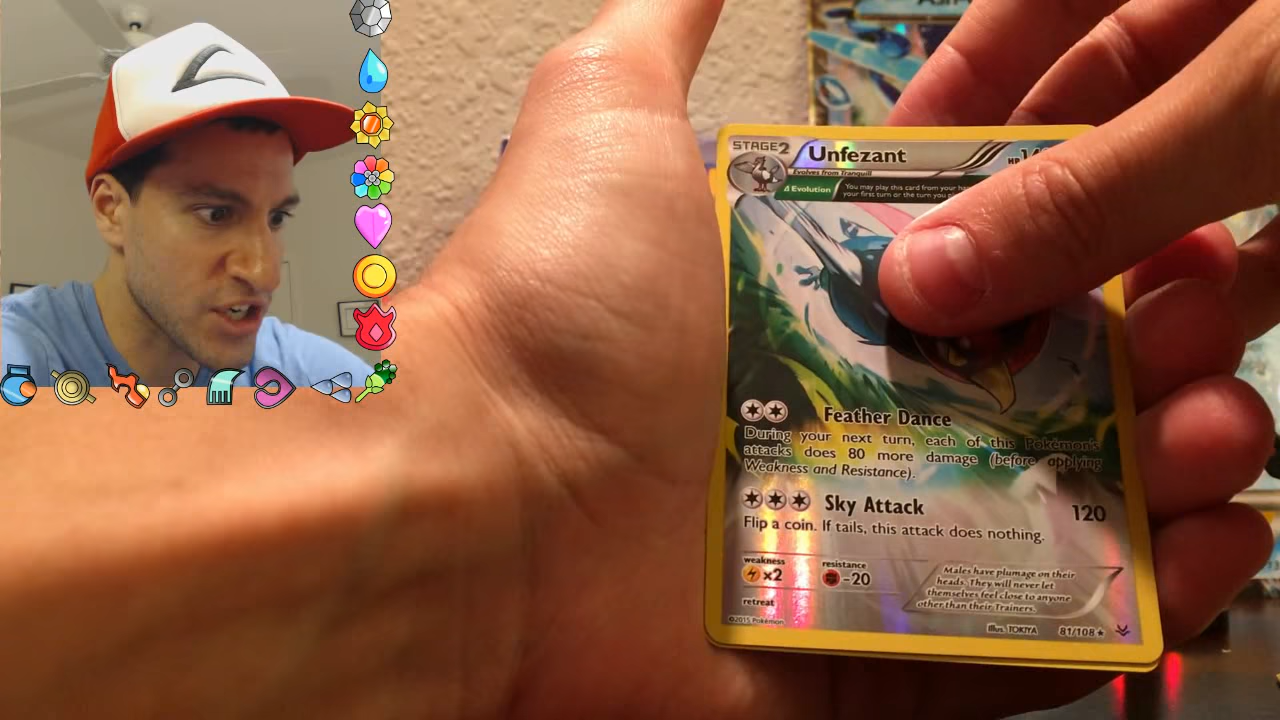 STAGE2
Unfezant
HP
Evolves from Tranquill
Δ Evolution
You may play this card from your
your first turn or the turn you
Feather Dance
During your next turn, each of this Pokémon's
attacks does 80 more damage (before applying
Weakness and Resistance).
Sky Attack 120
Flip a coin. If tails, this attack does nothing.
weakness resistance
×2 -20
retreat
Males have plumage on their
heads. They will never let
themselves feel close to anyone
other than their Trainers.
©2015 Pokémon
Illus. TOKIYA 81/108